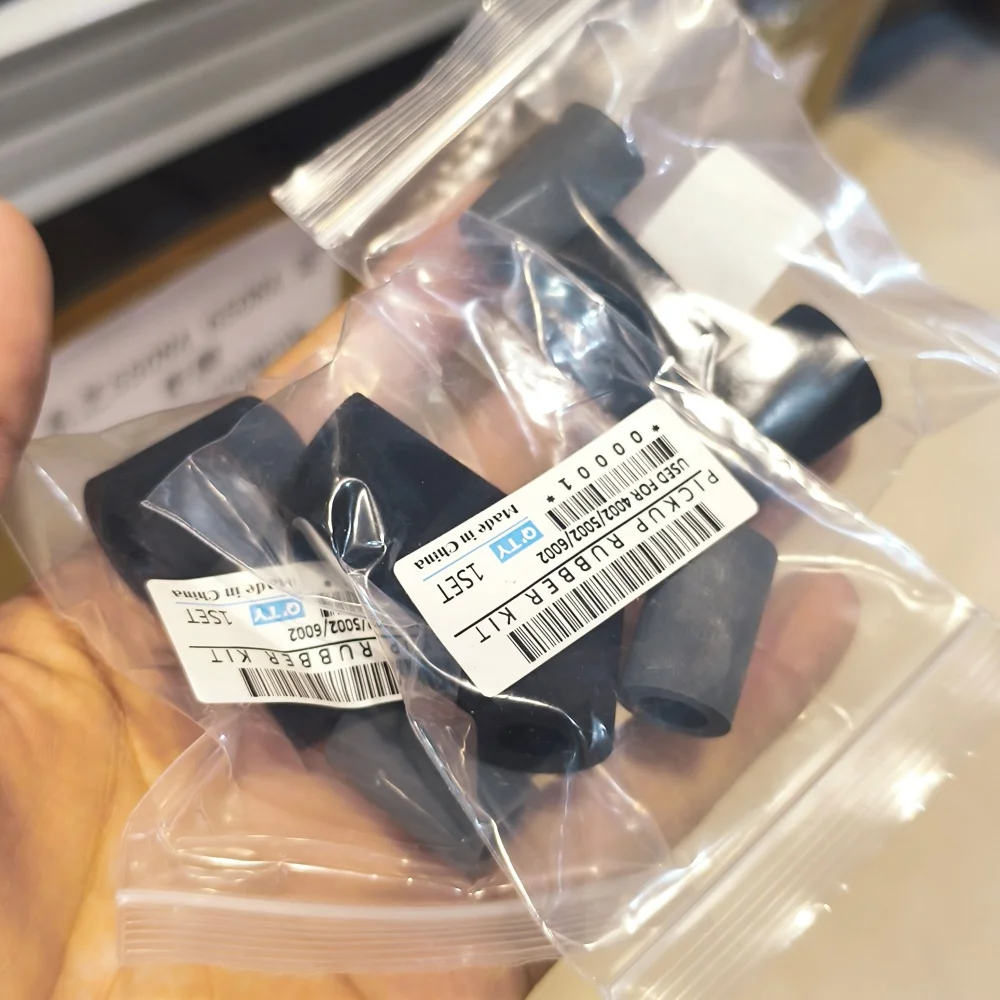 PICKUP RUBBER KIT
USED FOR 4002/5002/6002
*00001*
Q'TY 1SET
Made in China
RUBBER KIT
/5002/6002
Q'TY 1SET
Made in China